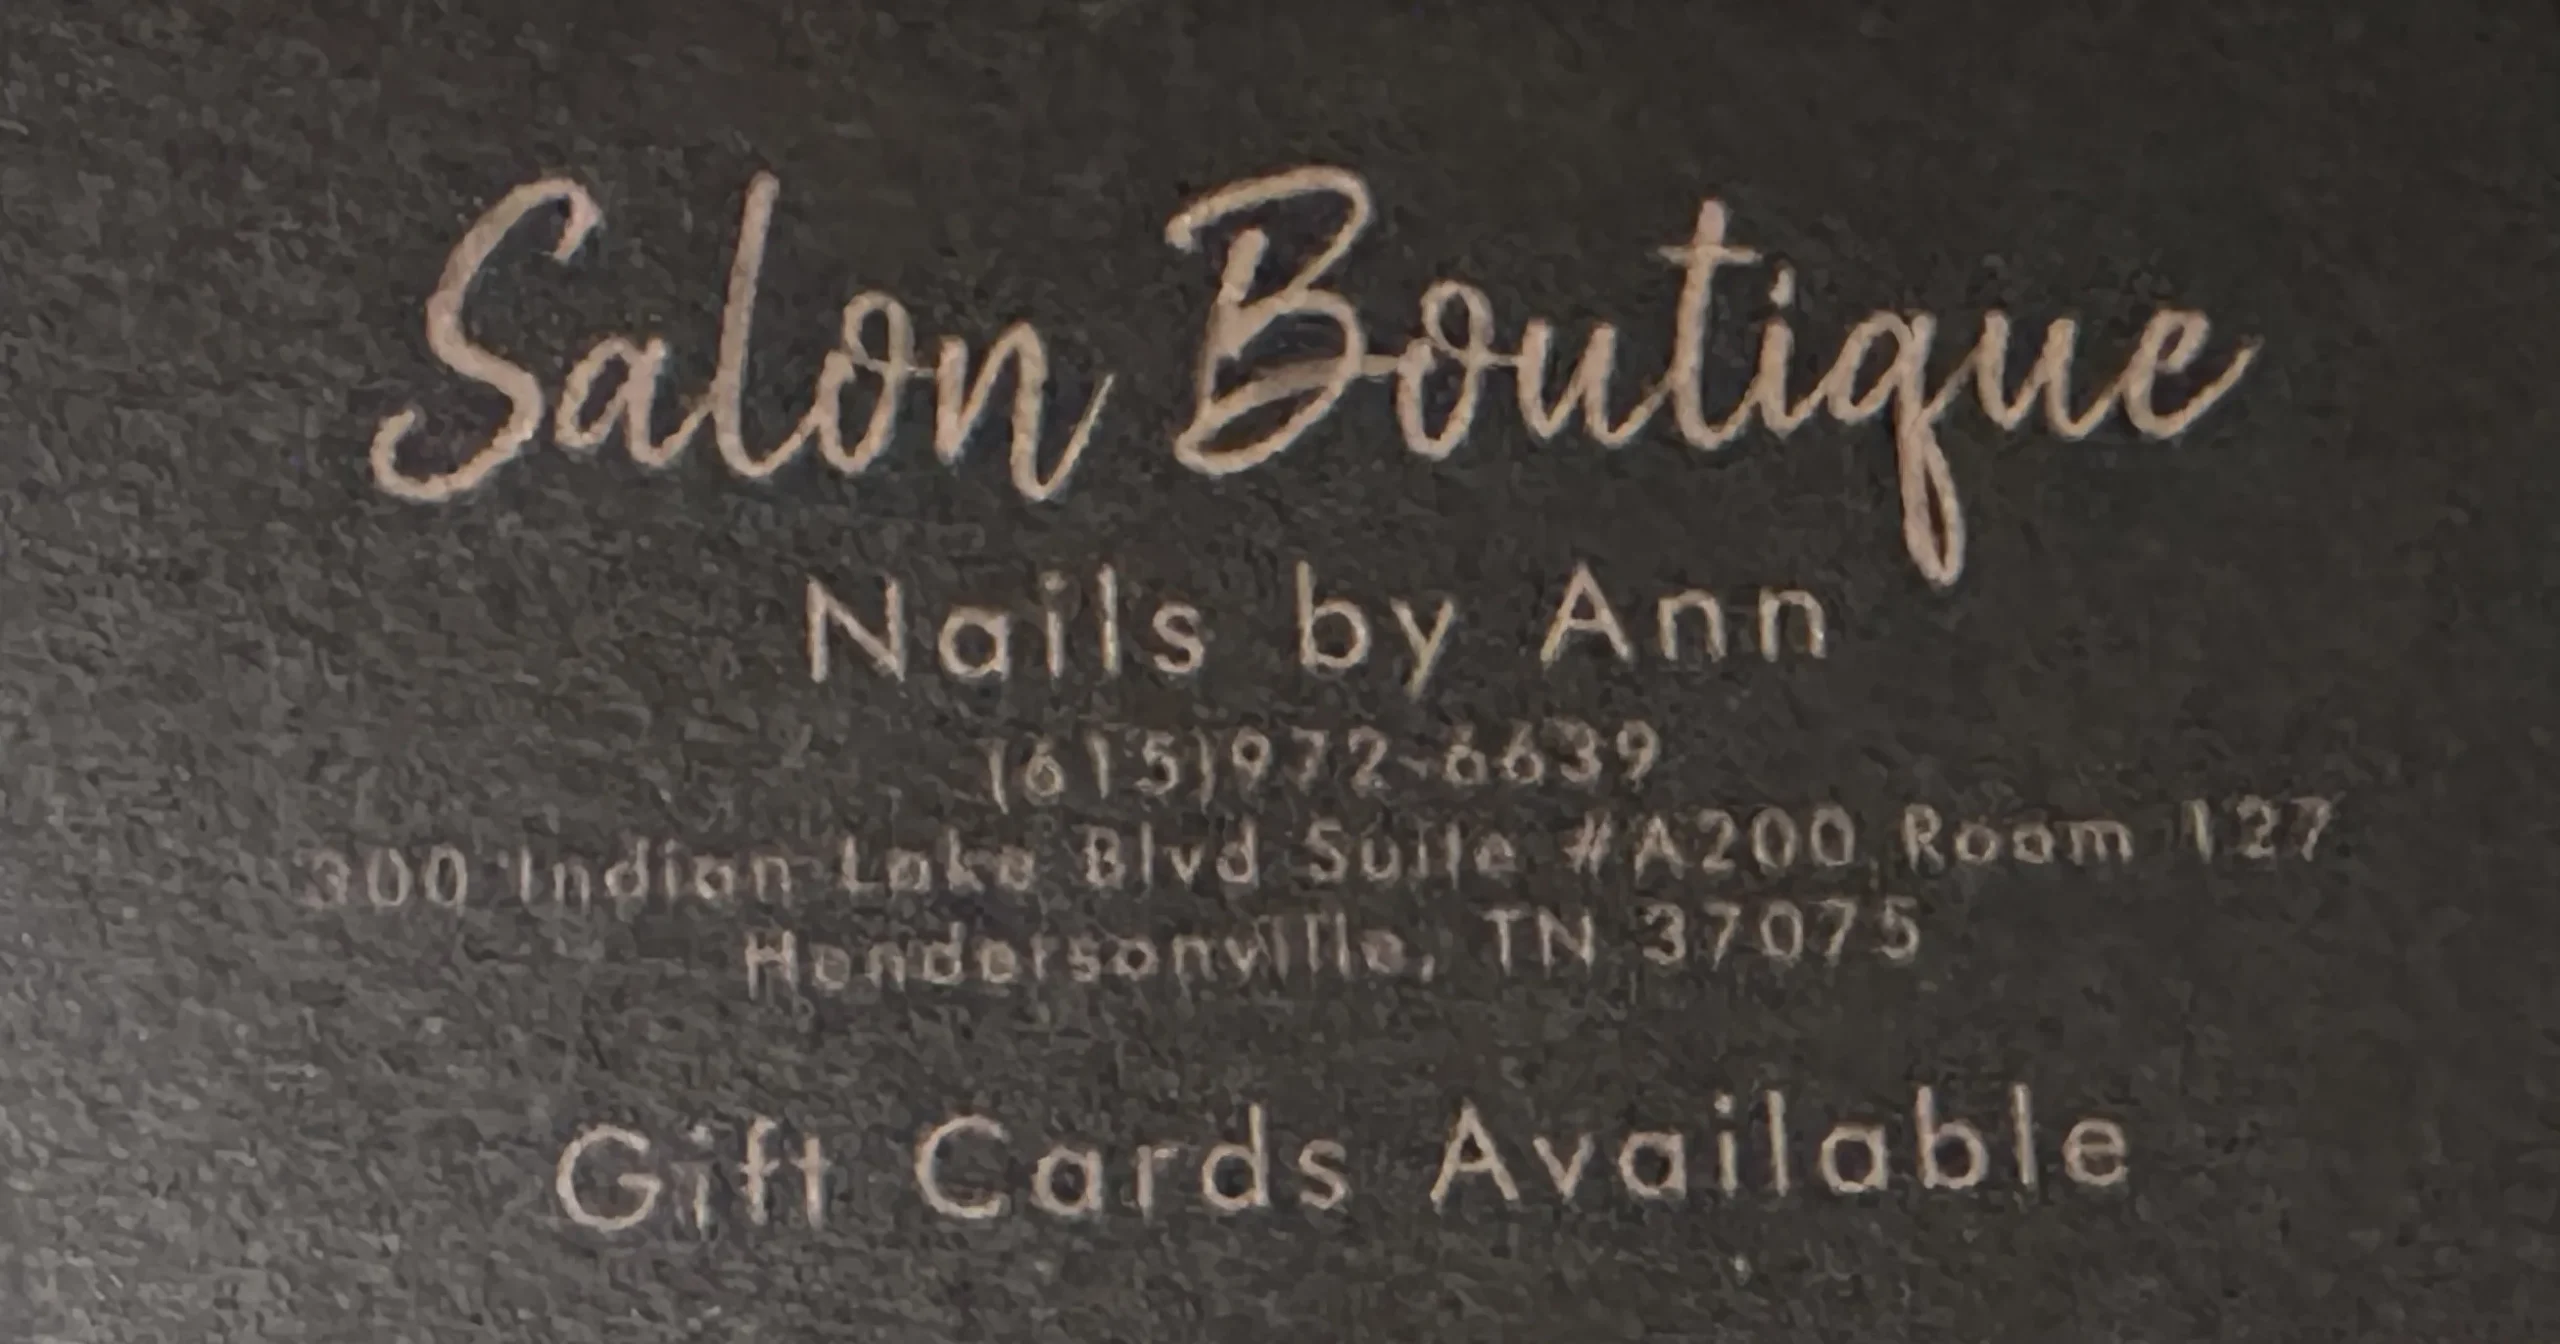 Salon Boutique
Nails by Ann
(615)972-6639
300 Indian Lake Blvd Suite #A200, Room 127
Hendersonville, TN 37075
Gift Cards Available